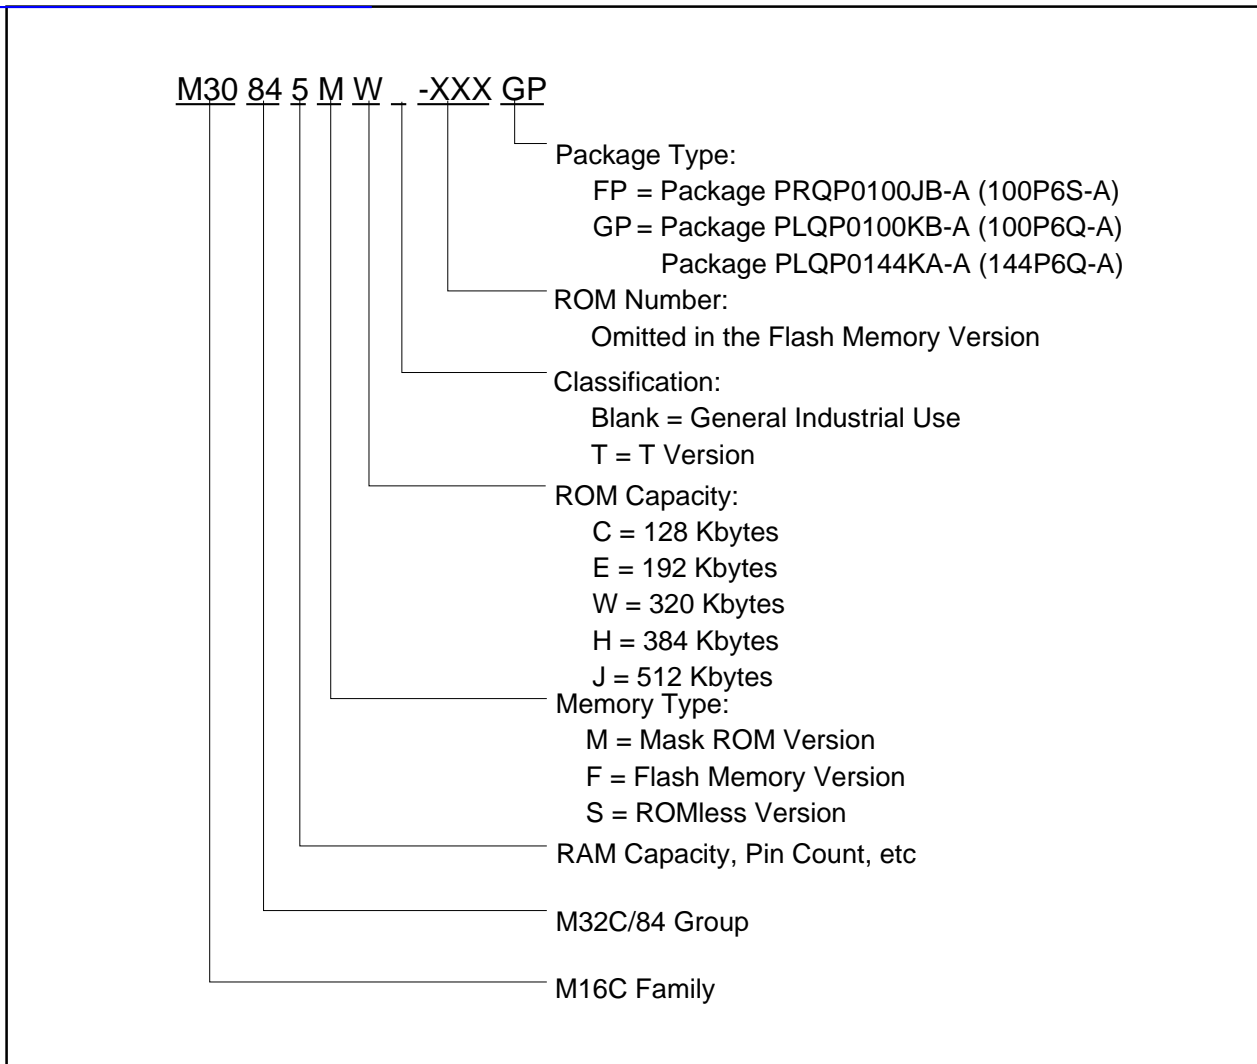 M30 84 5 M W _ -XXX GP
Package Type:
FP = Package PRQP0100JB-A (100P6S-A)
GP = Package PLQP0100KB-A (100P6Q-A)
Package PLQP0144KA-A (144P6Q-A)
ROM Number:
Omitted in the Flash Memory Version
Classification:
Blank = General Industrial Use
T = T Version
ROM Capacity:
C = 128 Kbytes
E = 192 Kbytes
W = 320 Kbytes
H = 384 Kbytes
J = 512 Kbytes
Memory Type:
M = Mask ROM Version
F = Flash Memory Version
S = ROMless Version
RAM Capacity, Pin Count, etc
M32C/84 Group
M16C Family